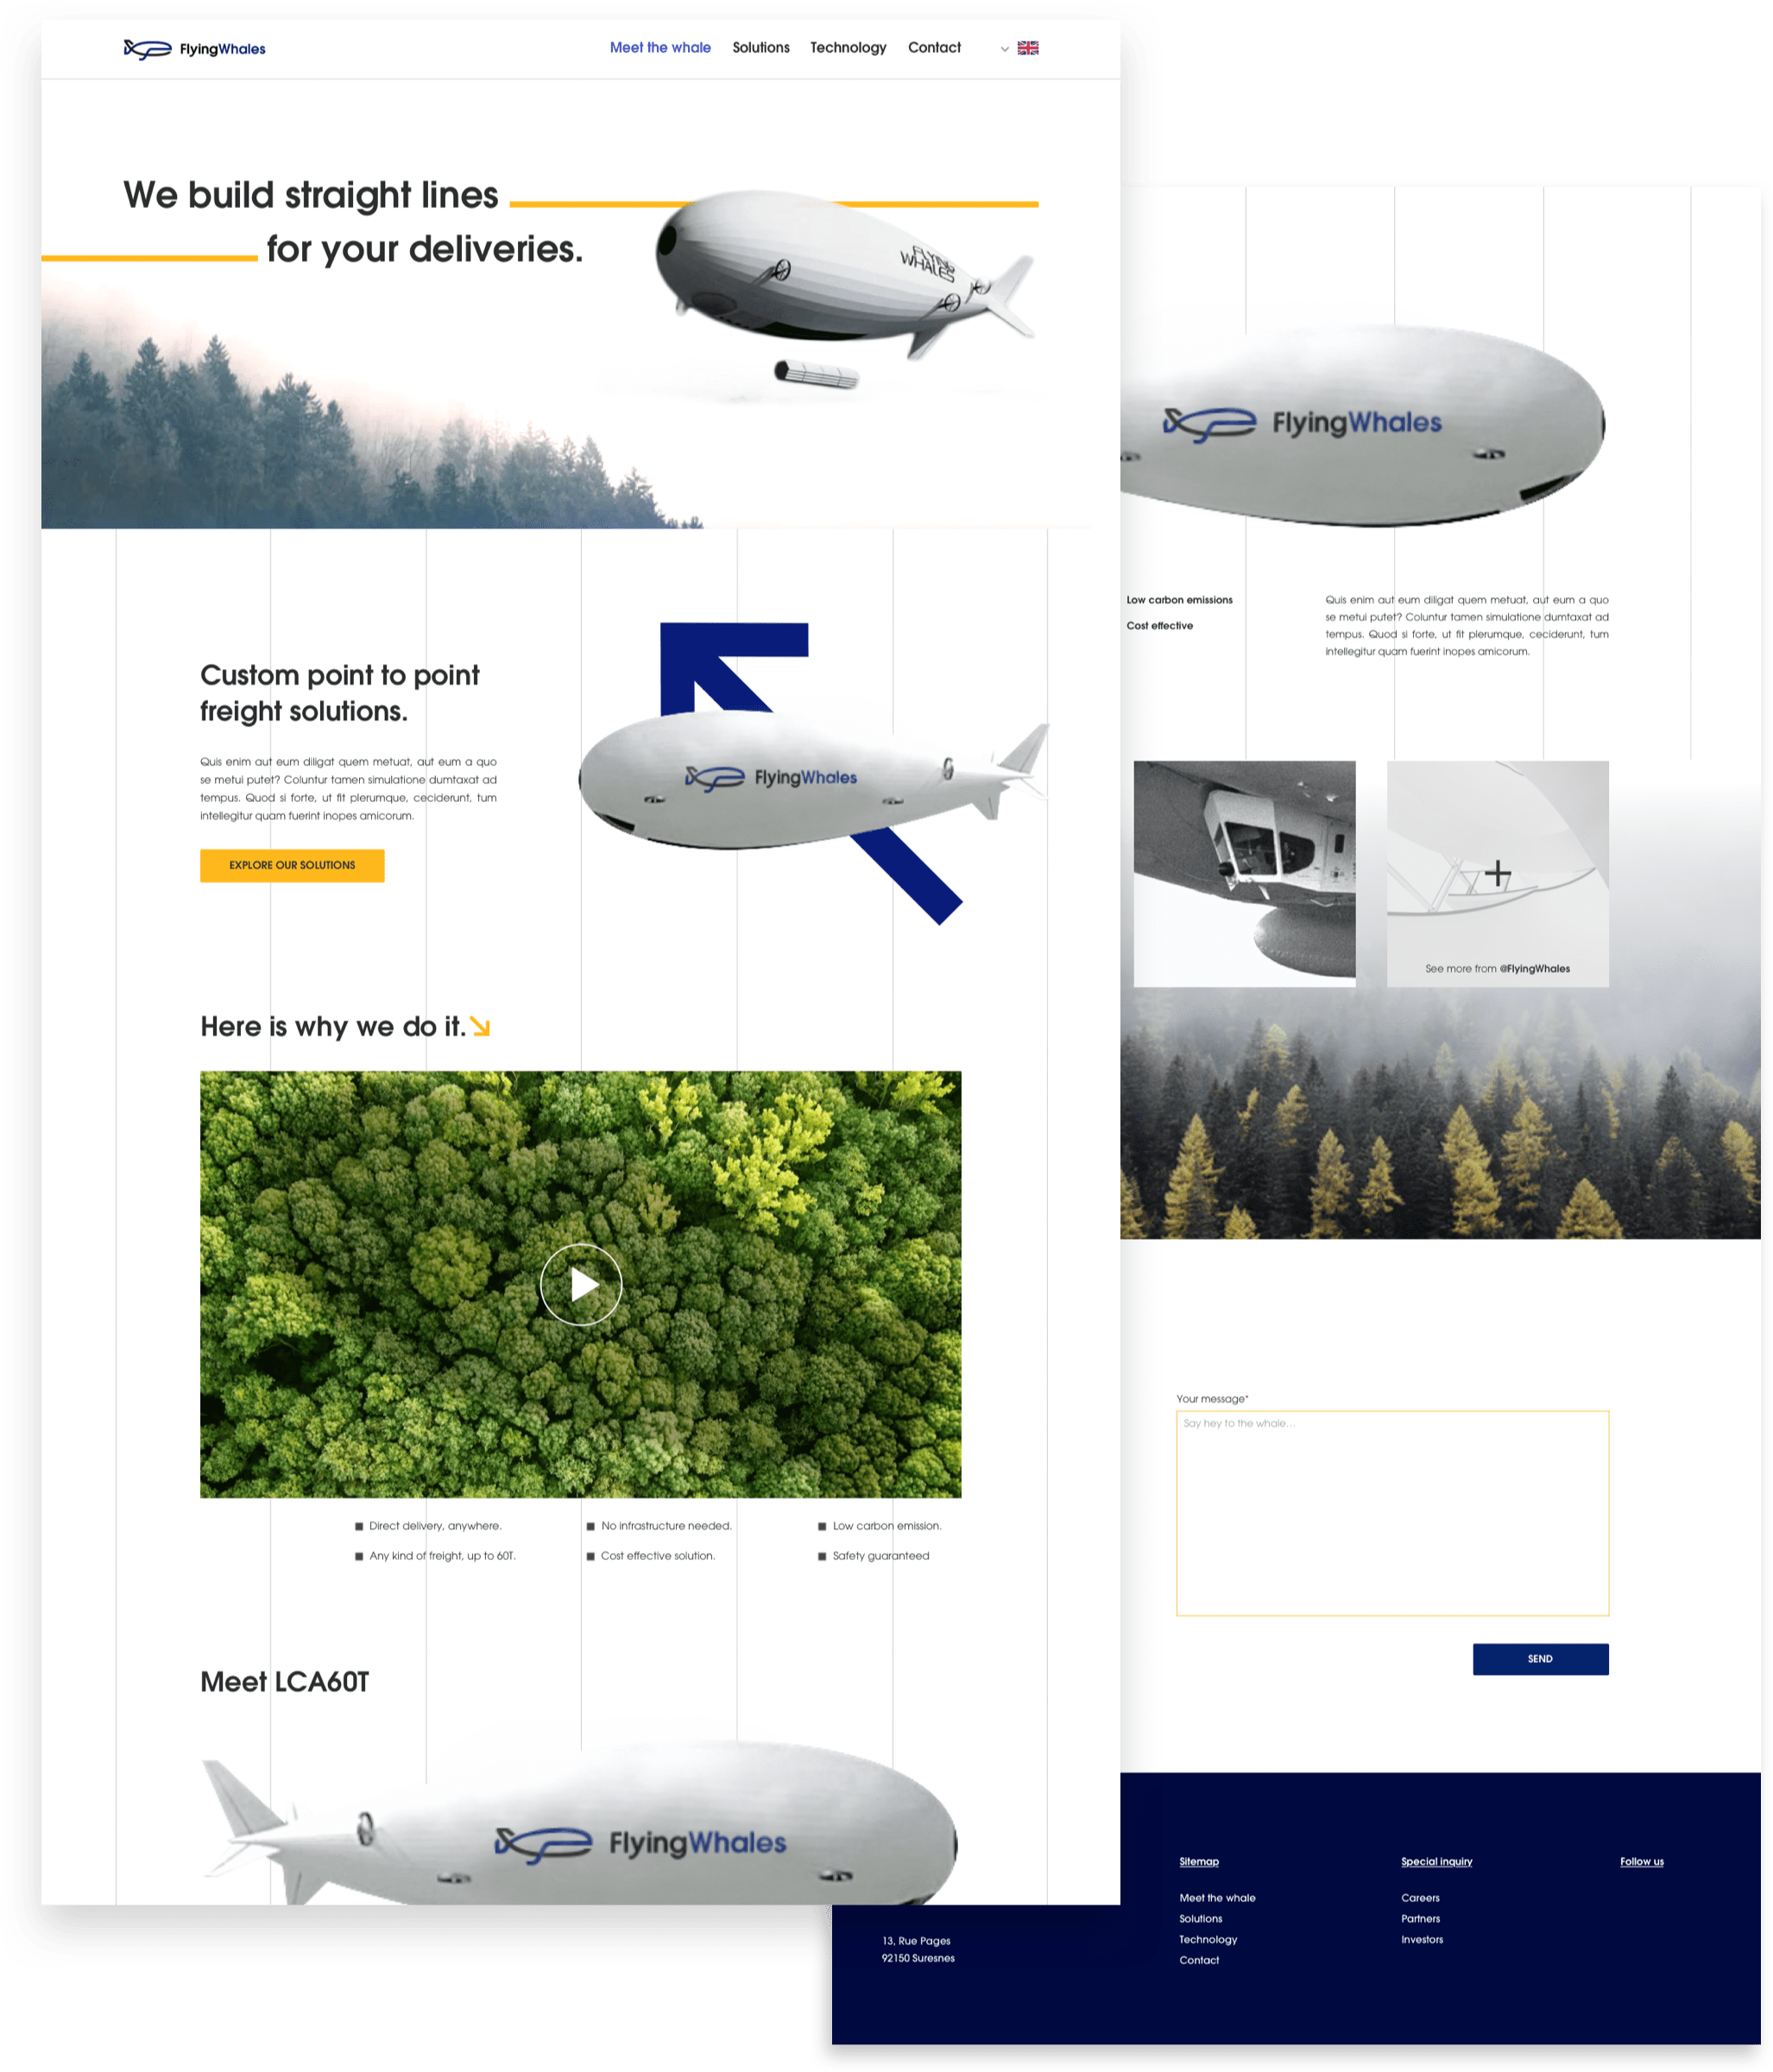 FlyingWhales
Meet the whale
Solutions
Technology
Contact
We build straight lines
for your deliveries.
FLYING
WHALES
Custom point to point
freight solutions.
Quis enim aut eum diligat quem metuat, aut eum a quo
se metui putet? Coluntur tamen simulatione dumtaxat ad
tempus. Quod si forte, ut fit plerumque, ceciderunt, tum
intellegitur quam fuerint inopes amicorum.
EXPLORE OUR SOLUTIONS
FlyingWhales
Here is why we do it.
Direct delivery, anywhere.
No infrastructure needed.
Low carbon emission.
Any kind of freight, up to 60T.
Cost effective solution.
Safety guaranteed
Meet LCA60T
FlyingWhales
FlyingWhales
Low carbon emissions
Cost effective
Quis enim aut eum diligat quem metuat, aut eum a quo
se metui putet? Coluntur tamen simulatione dumtaxat ad
tempus. Quod si forte, ut fit plerumque, ceciderunt, tum
intellegitur quam fuerint inopes amicorum.
See more from @FlyingWhales
Your message*
Say hey to the whale...
SEND
13, Rue Pages
92150 Suresnes
Sitemap
Meet the whale
Solutions
Technology
Contact
Special inquiry
Careers
Partners
Investors
Follow us